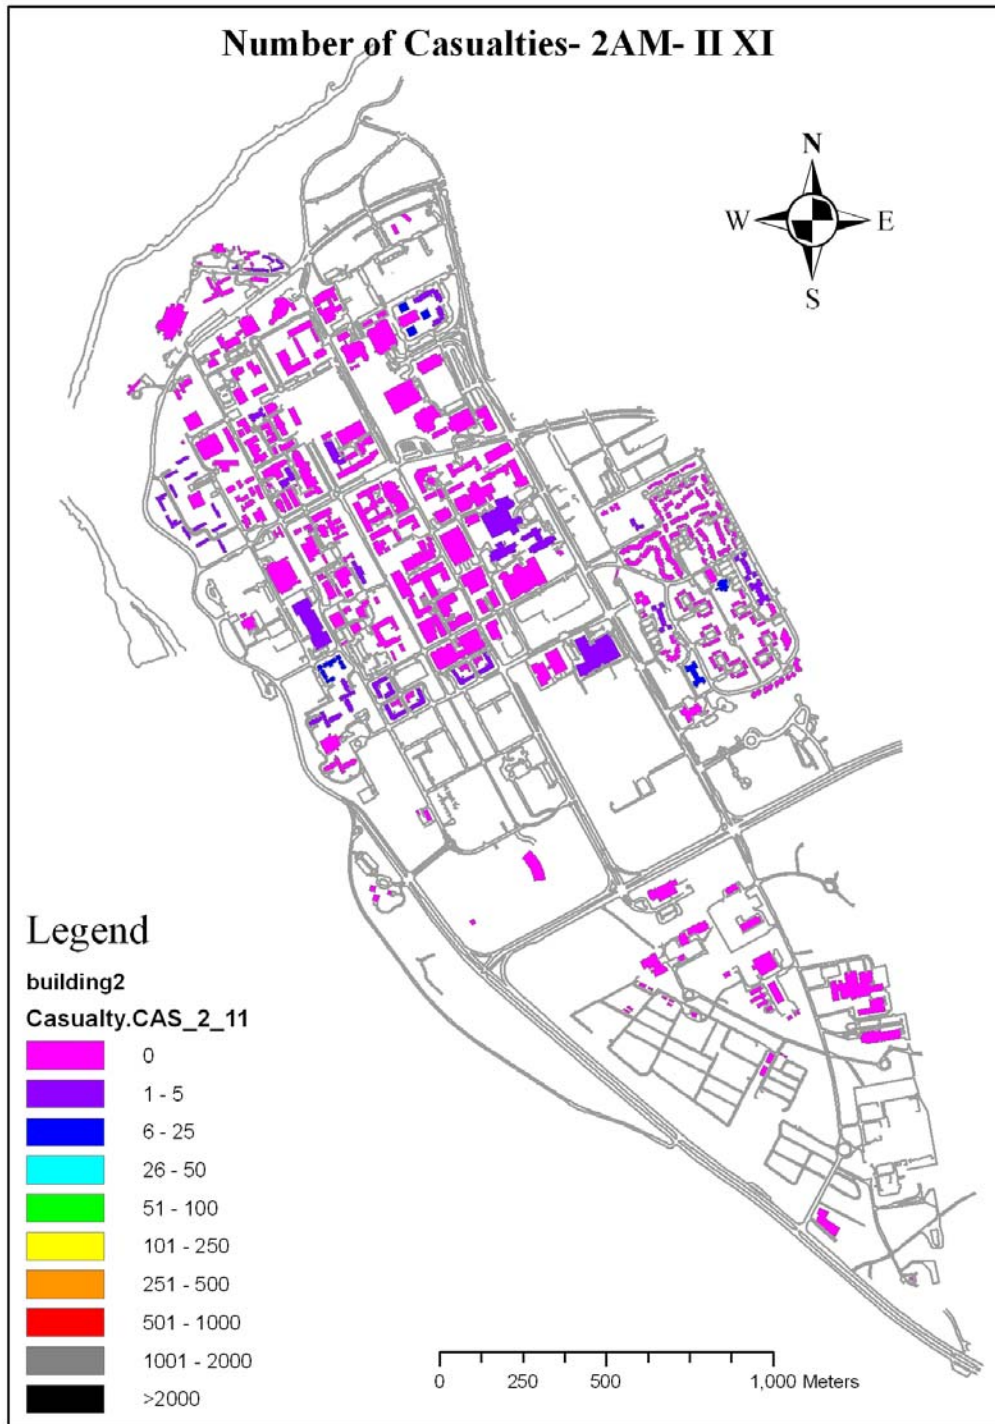 Number of Casualties- 2AM- II XI
N
W E
S
Legend
building2
Casualty.CAS_2_11
0
1 - 5
6 - 25
26 - 50
51 - 100
101 - 250
251 - 500
501 - 1000
1001 - 2000
>2000
0 250 500 1,000 Meters